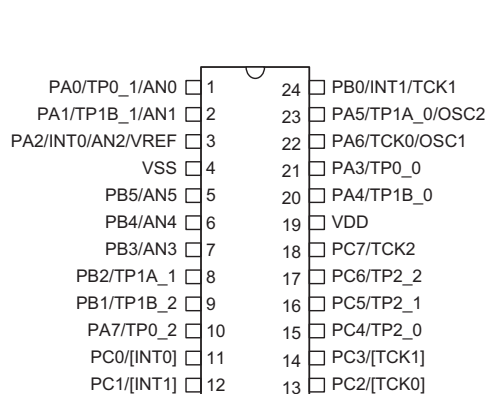 PA0/TP0_1/AN0 1 24 PB0/INT1/TCK1
PA1/TP1B_1/AN1 2 23 PA5/TP1A_0/OSC2
PA2/INT0/AN2/VREF 3 22 PA6/TCK0/OSC1
VSS 4 21 PA3/TP0_0
PB5/AN5 5 20 PA4/TP1B_0
PB4/AN4 6 19 VDD
PB3/AN3 7 18 PC7/TCK2
PB2/TP1A_1 8 17 PC6/TP2_2
PB1/TP1B_2 9 16 PC5/TP2_1
PA7/TP0_2 10 15 PC4/TP2_0
PC0/[INT0] 11 14 PC3/[TCK1]
PC1/[INT1] 12 13 PC2/[TCK0]